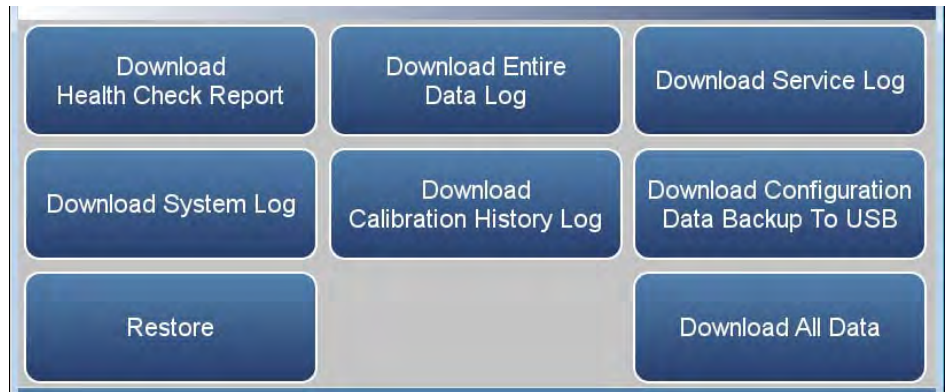 Download
Health Check Report
Download Entire
Data Log
Download Service Log
Download System Log
Download
Calibration History Log
Download Configuration
Data Backup To USB
Restore
Download All Data